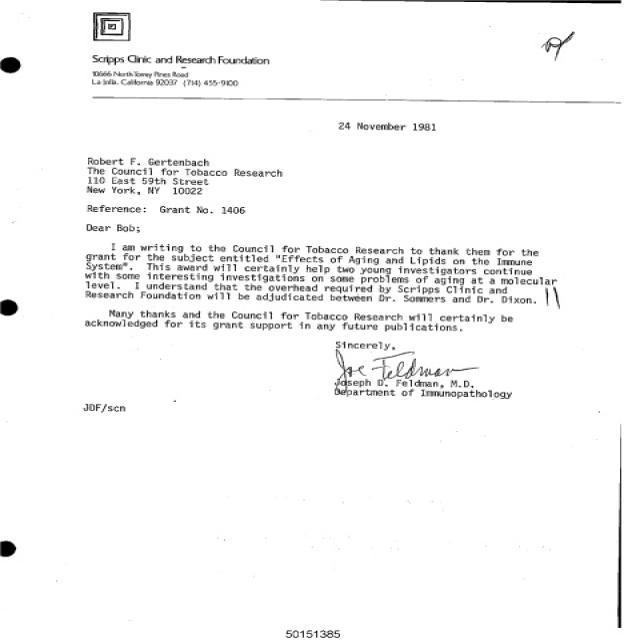 Scripps Clinic and Research Foundation
10666 North Torrey Pines Road
La Jolla, California 92037 (714) 455-9100
24 November 1981
Robert F. Gertenbach
The Council for Tobacco Research
110 East 59th Street
New York, NY 10022
Reference: Grant No. 1406
Dear Bob;
I am writing to the Council for Tobacco Research to thank them for the
grant for the subject entitled "Effects of Aging and Lipids on the Immune
System". This award will certainly help two young investigators continue
with some interesting investigations on some problems of aging at a molecular
level. I understand that the overhead required by Scripps Clinic and
Research Foundation will be adjudicated between Dr. Sommers and Dr. Dixon.
Many thanks and the Council for Tobacco Research will certainly be
acknowledged for its grant support in any future publications.
Sincerely,
Joe Feldman
Joseph D. Feldman, M.D.
Department of Immunopathology
JDF/scn
50151385